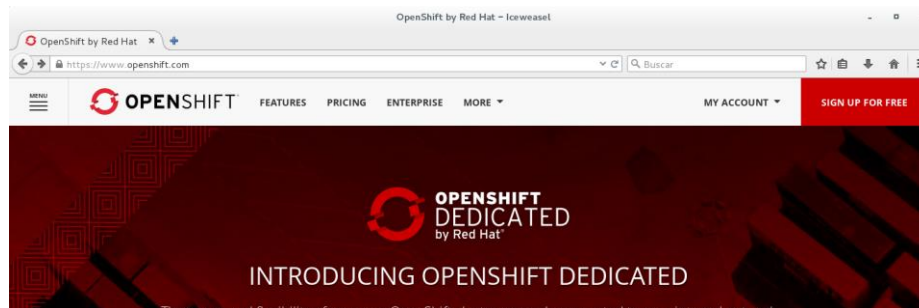 OpenShift by Red Hat - Iceweasel
OpenShift by Red Hat
https://www.openshift.com
Buscar
MENU
OPENSHIFT
FEATURES PRICING ENTERPRISE MORE
MY ACCOUNT
SIGN UP FOR FREE
OPENSHIFT
DEDICATED
by Red Hat®
INTRODUCING OPENSHIFT DEDICATED